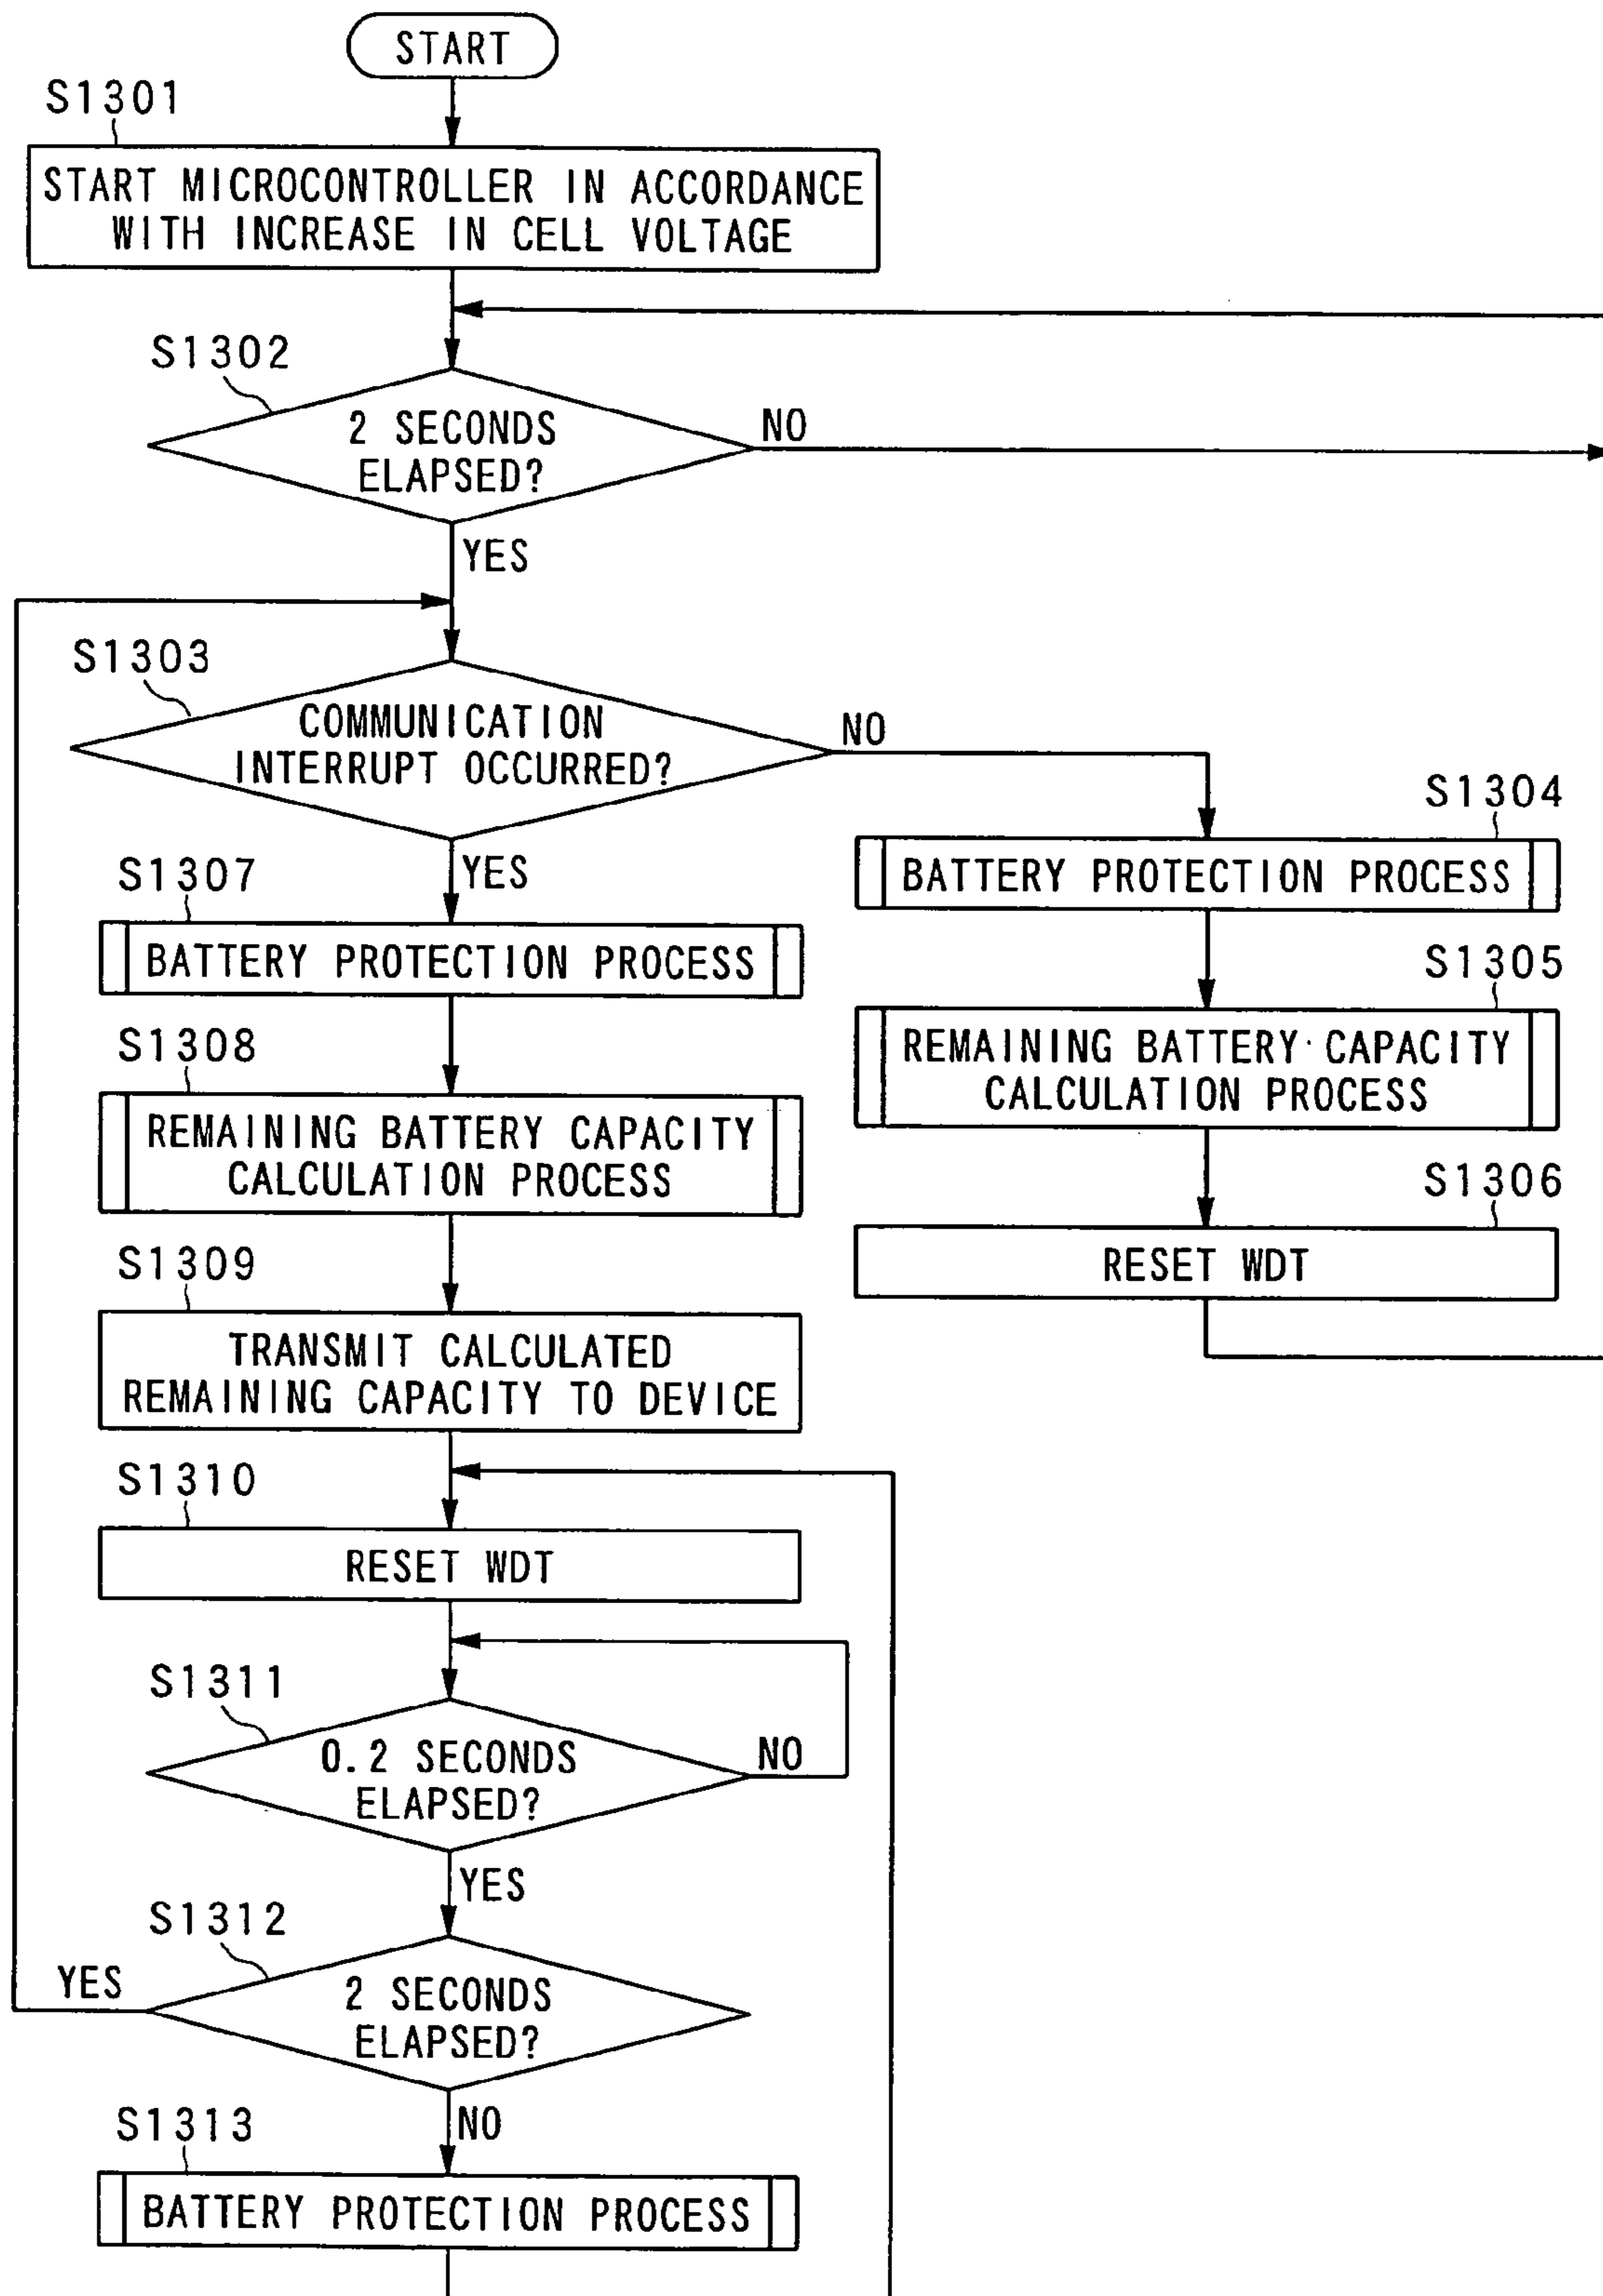 START
S1301
START MICROCONTROLLER IN ACCORDANCE
WITH INCREASE IN CELL VOLTAGE
S1302
2 SECONDS
ELAPSED?
NO
YES
S1303
COMMUNICATION
INTERRUPT OCCURRED?
NO
YES
S1304
BATTERY PROTECTION PROCESS
S1305
REMAINING BATTERY CAPACITY
CALCULATION PROCESS
S1306
RESET WDT
S1307
BATTERY PROTECTION PROCESS
S1308
REMAINING BATTERY CAPACITY
CALCULATION PROCESS
S1309
TRANSMIT CALCULATED
REMAINING CAPACITY TO DEVICE
S1310
RESET WDT
S1311
0.2 SECONDS
ELAPSED?
NO
YES
S1312
2 SECONDS
ELAPSED?
YES
NO
S1313
BATTERY PROTECTION PROCESS